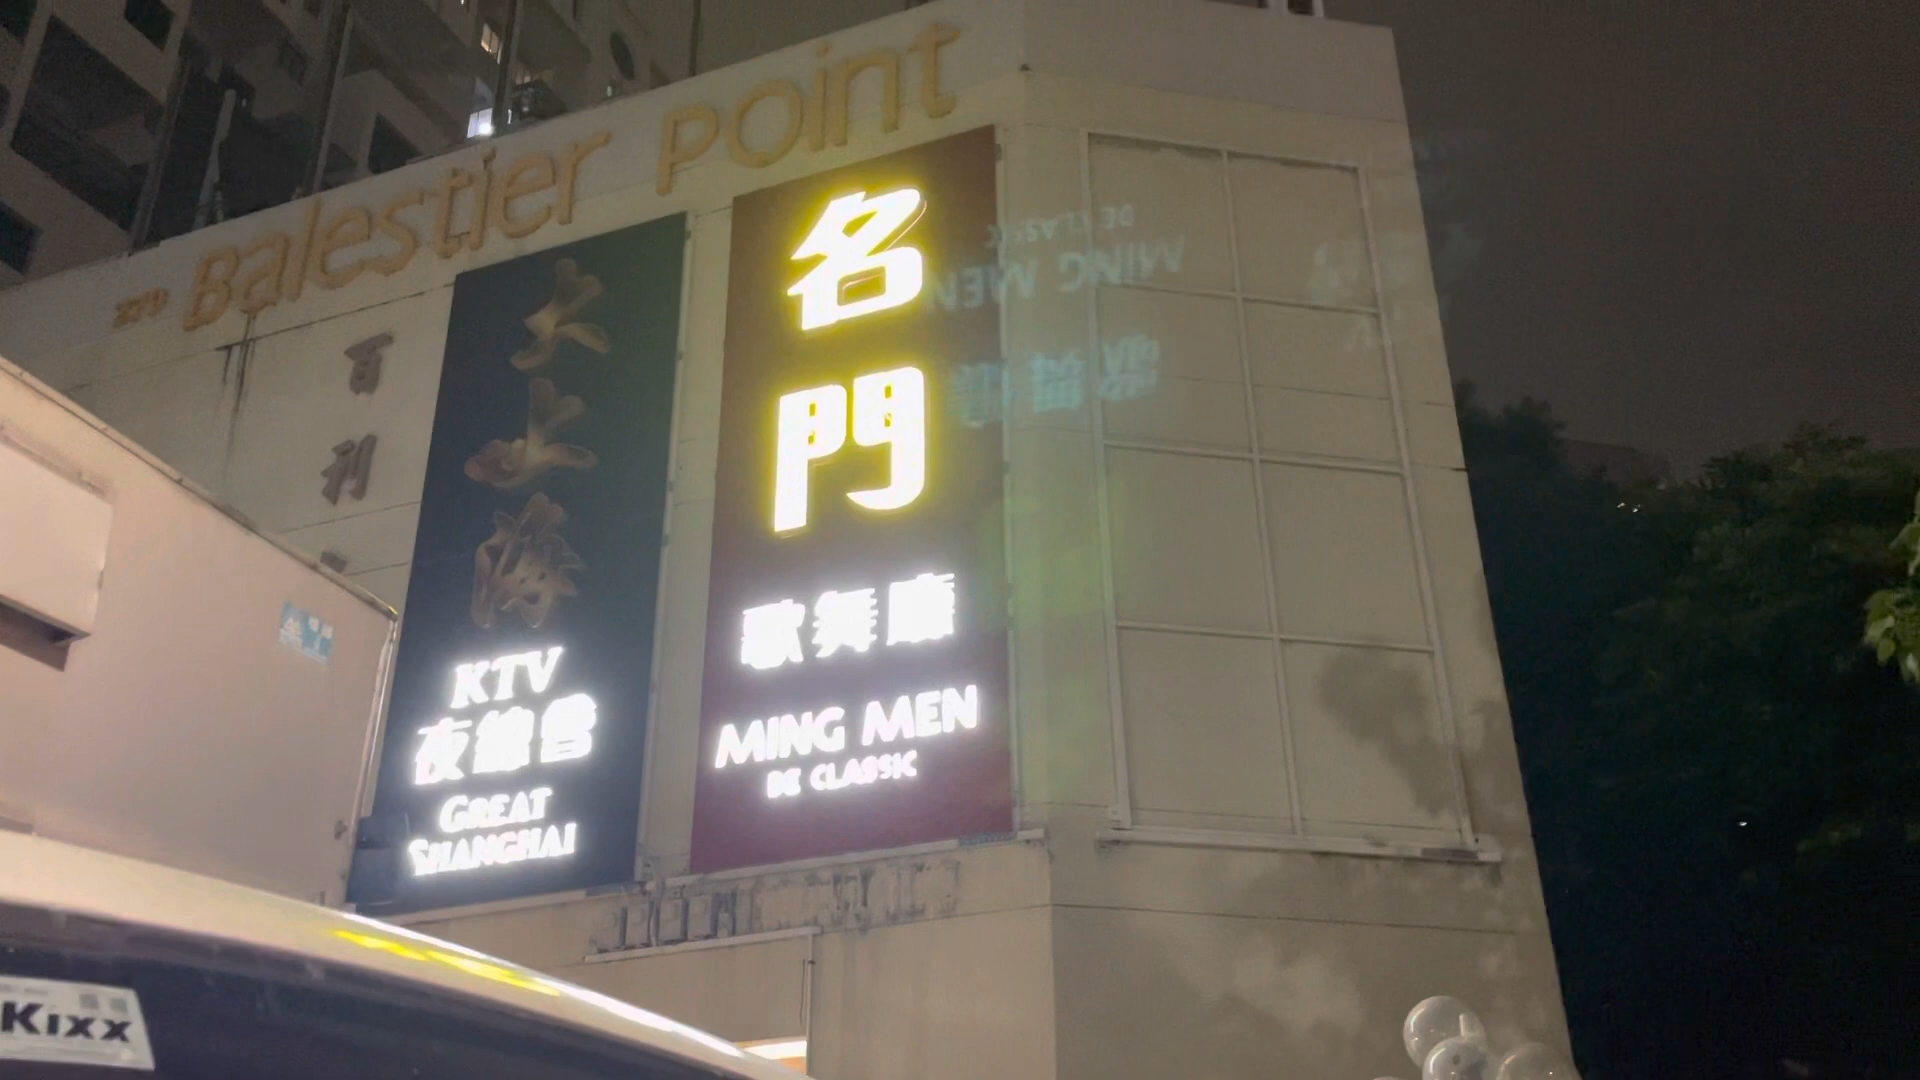 279 Balestier Point
百
利
大
上
海
KTV
夜總會
GREAT
SHANGHAI
名
門
歌舞廳
MING MEN
DE CLASSIC
KIXX